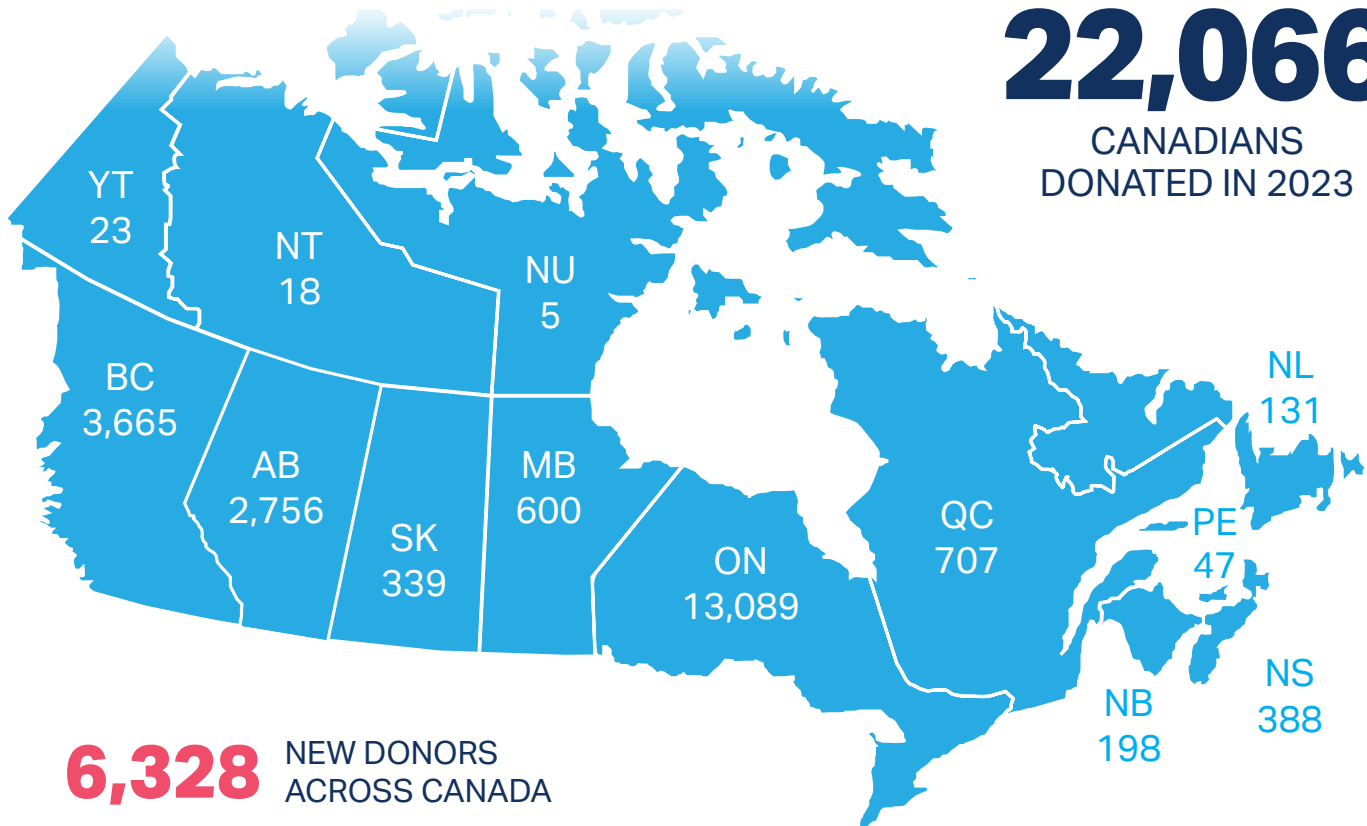 22,066
CANADIANS
DONATED IN 2023
YT
23
NT
18
NU
5
BC
3,665
AB
2,756
SK
339
MB
600
ON
13,089
QC
707
NL
131
PE
47
NS
388
NB
198
6,328
NEW DONORS
ACROSS CANADA